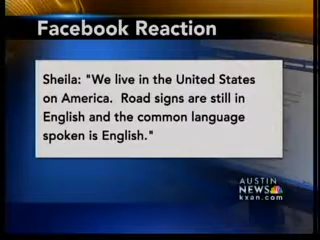 Facebook Reaction
Sheila: "We live in the United States
on America. Road signs are still in
English and the common language
spoken is English."
AUSTIN
NEWS
kxan.com